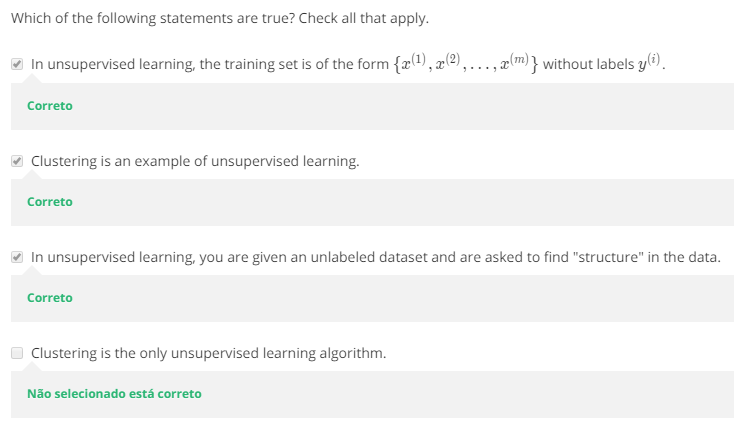 Which of the following statements are true? Check all that apply.
In unsupervised learning, the training set is of the form {x⁽¹⁾, x⁽²⁾, . . . , x⁽ᵐ⁾} without labels y⁽ⁱ⁾.
Correto
Clustering is an example of unsupervised learning.
Correto
In unsupervised learning, you are given an unlabeled dataset and are asked to find "structure" in the data.
Correto
Clustering is the only unsupervised learning algorithm.
Não selecionado está correto